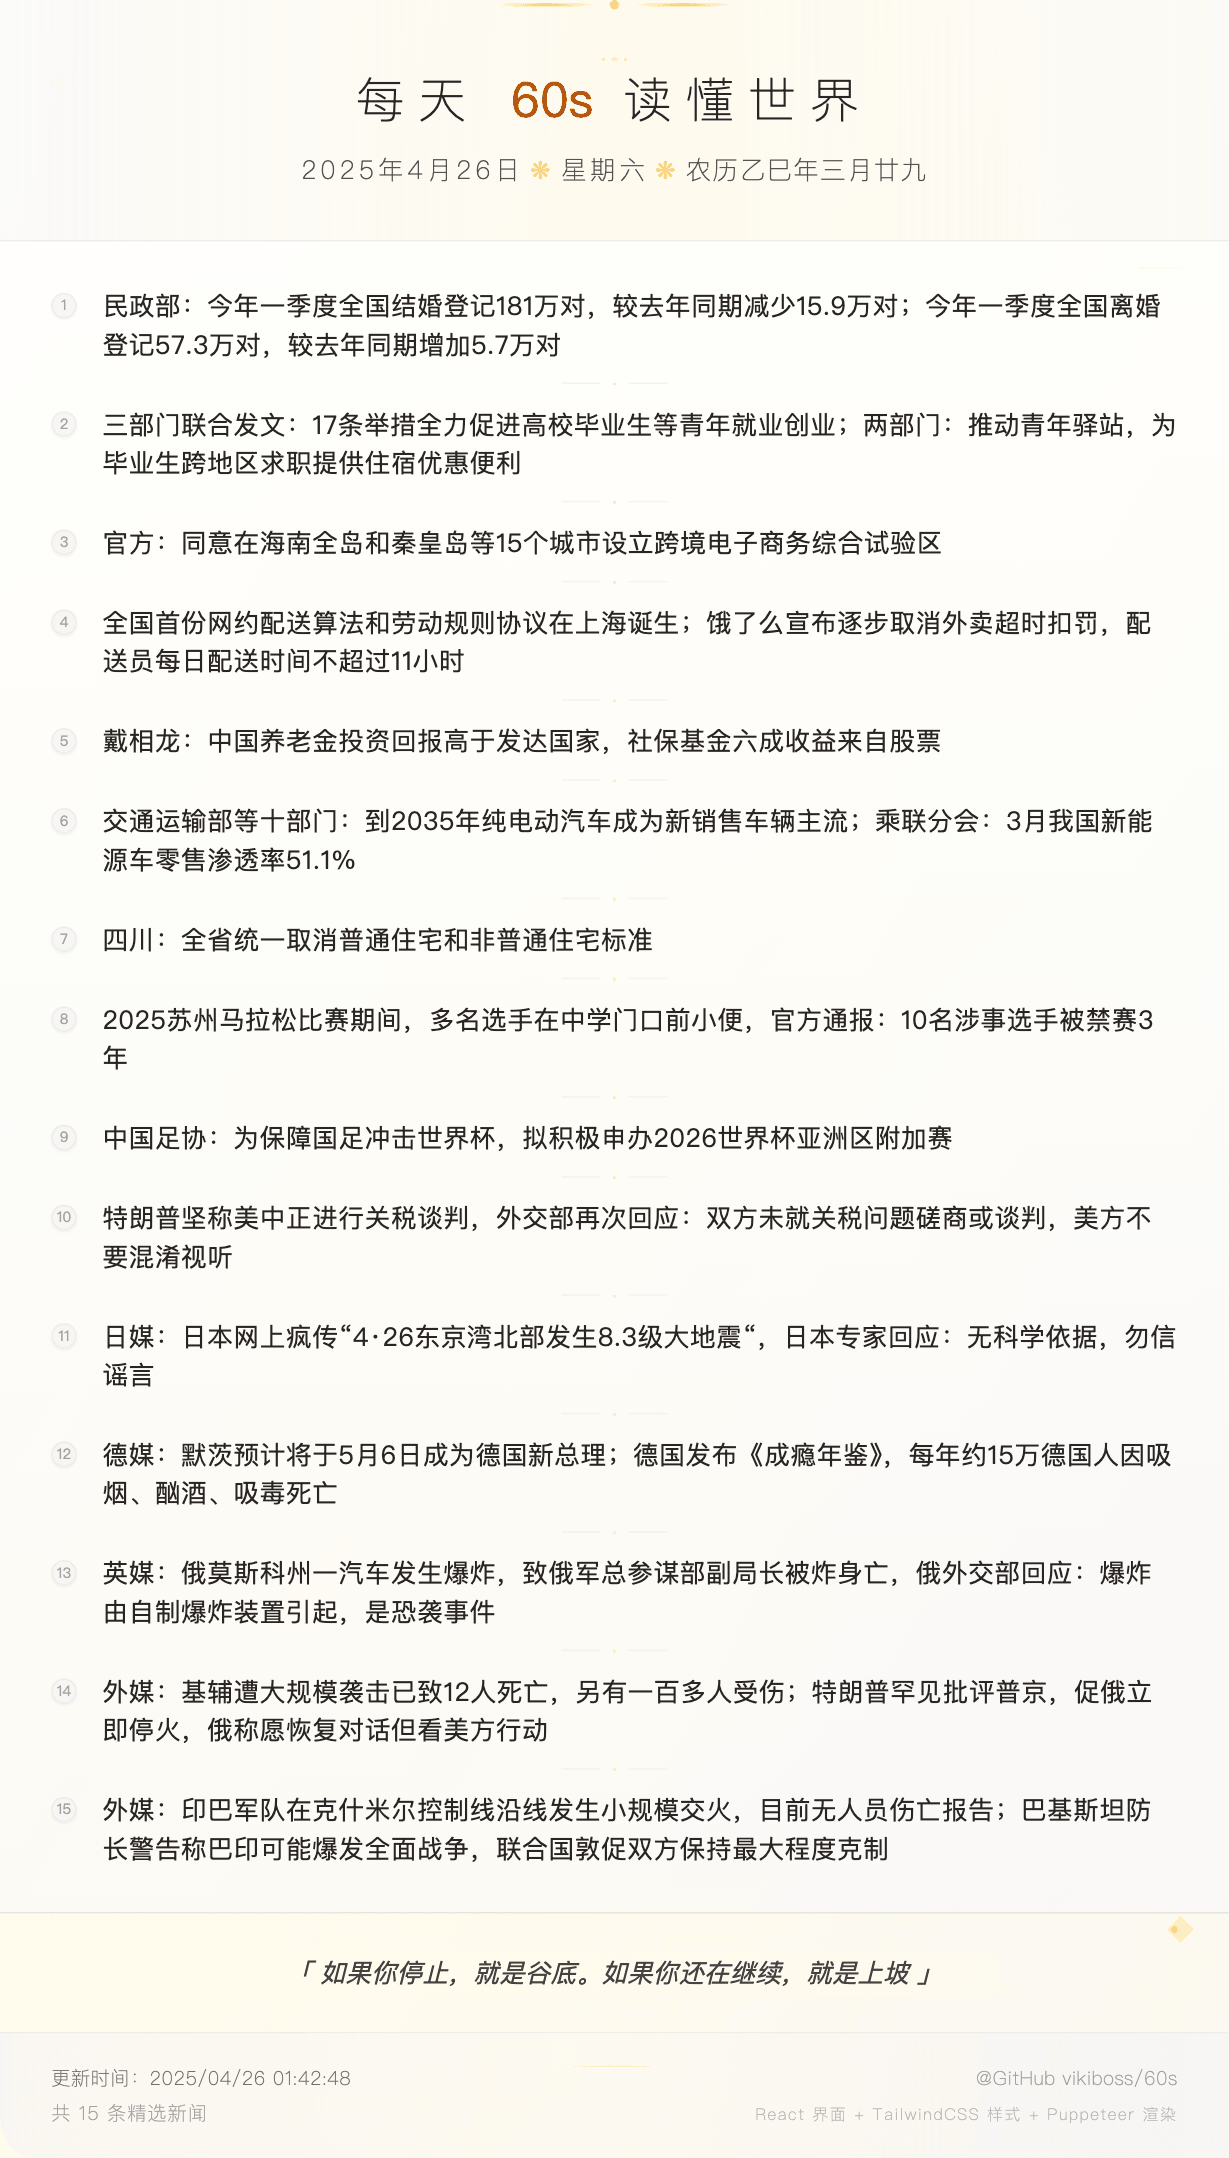 每天 60s 读懂世界
2025年4月26日 ❋ 星期六 ❋ 农历乙巳年三月廿九
1 民政部：今年一季度全国结婚登记181万对，较去年同期减少15.9万对；今年一季度全国离婚
登记57.3万对，较去年同期增加5.7万对
2 三部门联合发文：17条举措全力促进高校毕业生等青年就业创业；两部门：推动青年驿站，为
毕业生跨地区求职提供住宿优惠便利
3 官方：同意在海南全岛和秦皇岛等15个城市设立跨境电子商务综合试验区
4 全国首份网约配送算法和劳动规则协议在上海诞生；饿了么宣布逐步取消外卖超时扣罚，配
送员每日配送时间不超过11小时
5 戴相龙：中国养老金投资回报高于发达国家，社保基金六成收益来自股票
6 交通运输部等十部门：到2035年纯电动汽车成为新销售车辆主流；乘联分会：3月我国新能
源车零售渗透率51.1%
7 四川：全省统一取消普通住宅和非普通住宅标准
8 2025苏州马拉松比赛期间，多名选手在中学门口前小便，官方通报：10名涉事选手被禁赛3
年
9 中国足协：为保障国足冲击世界杯，拟积极申办2026世界杯亚洲区附加赛
10 特朗普坚称美中正进行关税谈判，外交部再次回应：双方未就关税问题磋商或谈判，美方不
要混淆视听
11 日媒：日本网上疯传“4·26东京湾北部发生8.3级大地震“，日本专家回应：无科学依据，勿信
谣言
12 德媒：默茨预计将于5月6日成为德国新总理；德国发布《成瘾年鉴》，每年约15万德国人因吸
烟、酗酒、吸毒死亡
13 英媒：俄莫斯科州一汽车发生爆炸，致俄军总参谋部副局长被炸身亡，俄外交部回应：爆炸
由自制爆炸装置引起，是恐袭事件
14 外媒：基辅遭大规模袭击已致12人死亡，另有一百多人受伤；特朗普罕见批评普京，促俄立
即停火，俄称愿恢复对话但看美方行动
15 外媒：印巴军队在克什米尔控制线沿线发生小规模交火，目前无人员伤亡报告；巴基斯坦防
长警告称巴印可能爆发全面战争，联合国敦促双方保持最大程度克制
「 如果你停止，就是谷底。如果你还在继续，就是上坡 」
更新时间：2025/04/26 01:42:48
@GitHub vikiboss/60s
共 15 条精选新闻
React 界面 + TailwindCSS 样式 + Puppeteer 渲染